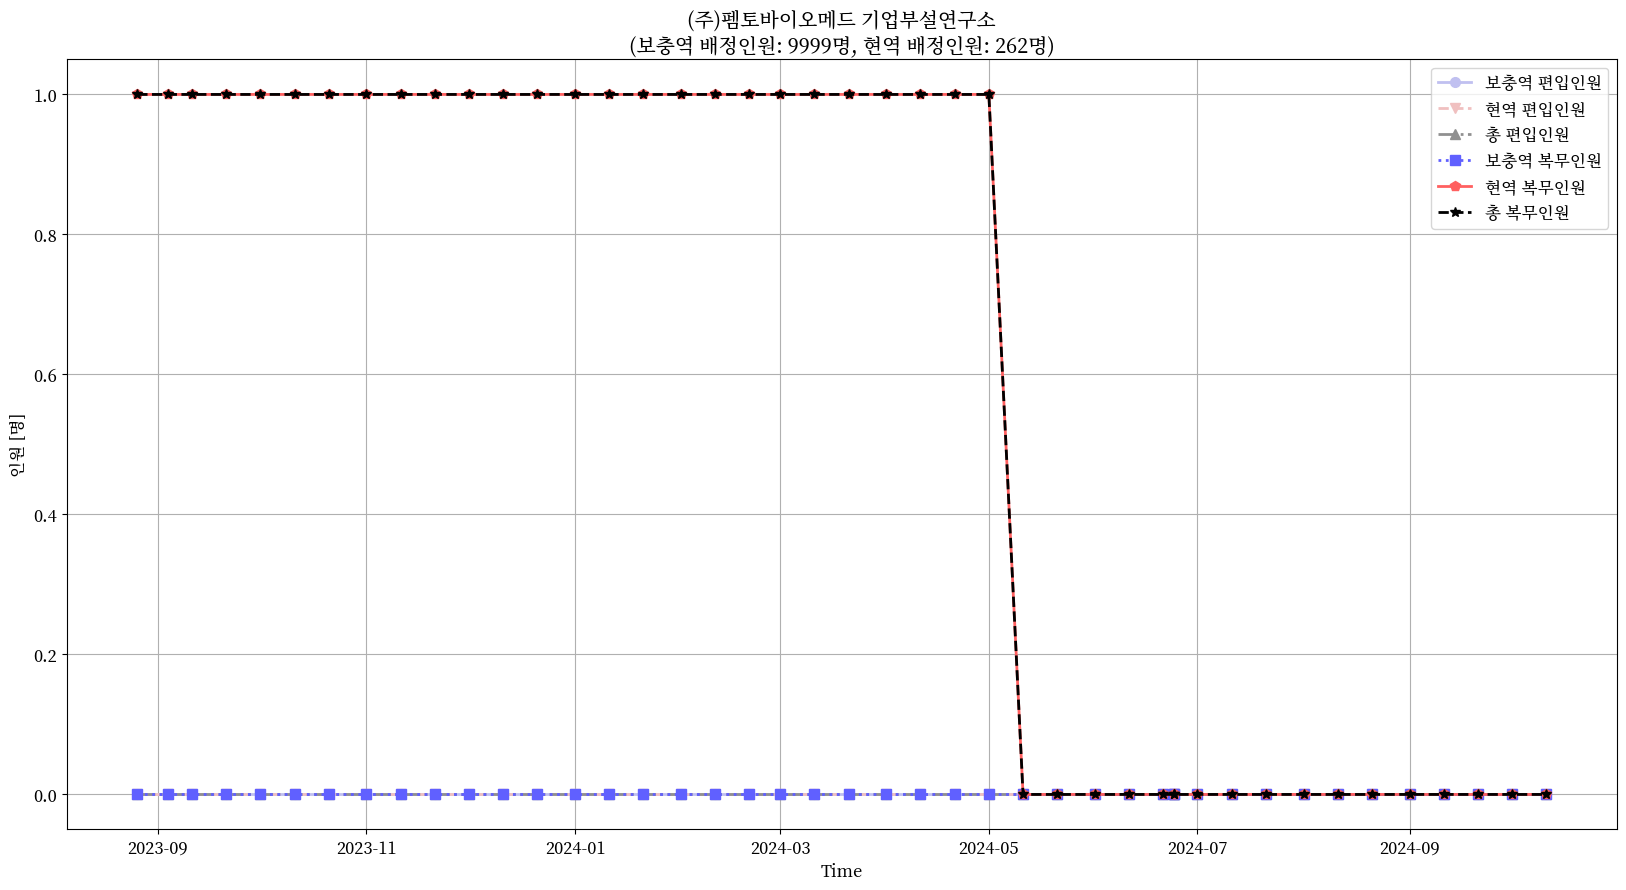 (주)펨토바이오메드 기업부설연구소
(보충역 배정인원: 9999명, 현역 배정인원: 262명)
보충역 편입인원
현역 편입인원
총 편입인원
보충역 복무인원
현역 복무인원
총 복무인원
1.0
0.8
0.6
0.4
0.2
0.0
인원 [명]
2023-09 2023-11 2024-01 2024-03 2024-05 2024-07 2024-09
Time